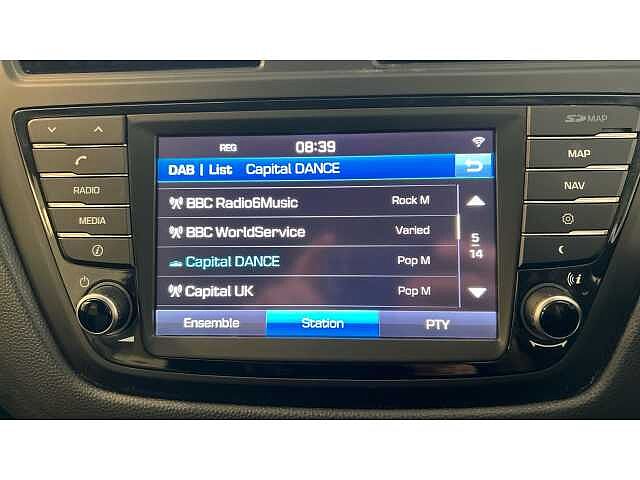 SD MAP
REG 08:39
DAB | List Capital DANCE
BBC Radio6Music Rock M
BBC WorldService Varied
Capital DANCE Pop M
Capital UK Pop M
5
14
Ensemble Station PTY
RADIO
MEDIA
MAP
NAV